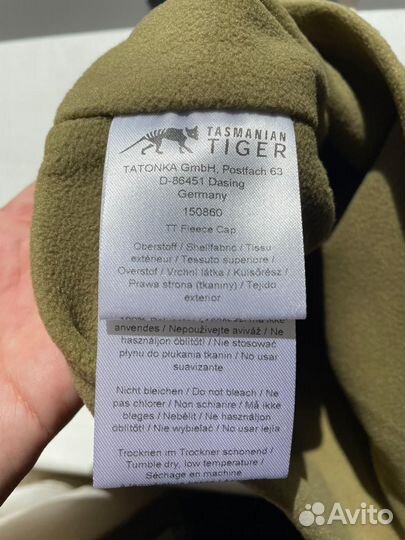 TASMANIAN
TIGER
TATONKA GmbH, Postfach 63
D-86451 Dasing
Germany
150860
TT Fleece Cap
Oberstoff / Shellfabric / Tissu
extérieur / Tessuto superiore /
Overstof / Vrchní látka / Külsőrész /
Prawa strona (tkaniny) / Tejido
exterior
anvendes / Nepoužívejte aviváž / Ne
használjon öblítőt! / Nie stosować
płynu do płukania tkanin / No usar
suavizante
Nicht bleichen / Do not bleach / Ne
pas chlorer / Non schiarire / Må ikke
bleges / Nebělit / Ne használjon
öblítőt! / Nie wybielać / No usar lejía
Trocknen im Trockner schonend /
Tumble dry, low temperature /
Séchage en machine
Avito